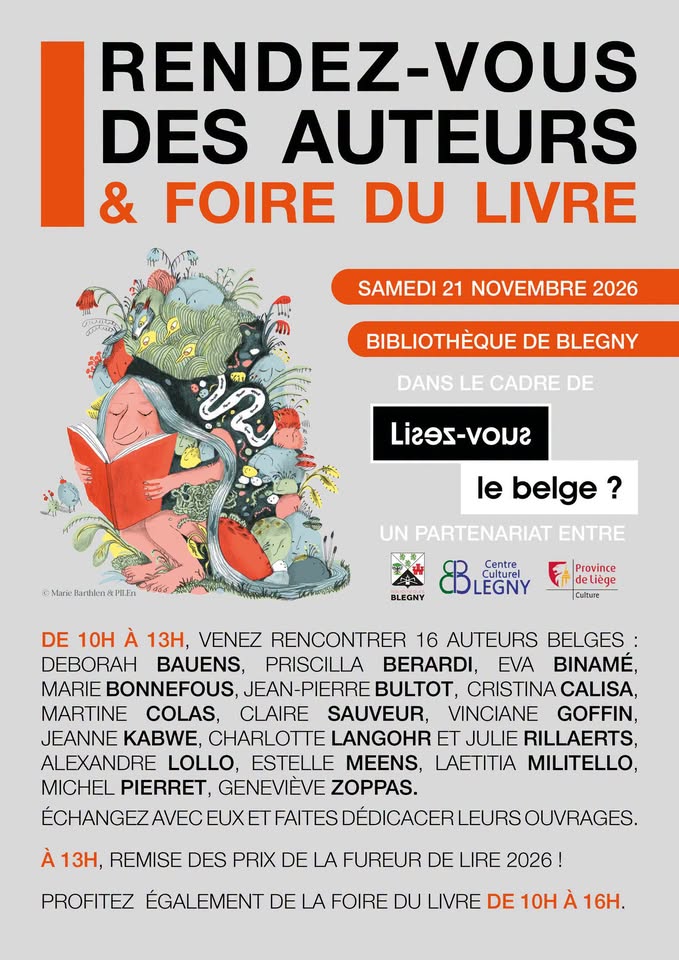 RENDEZ-VOUS
DES AUTEURS
& FOIRE DU LIVRE
SAMEDI 21 NOVEMBRE 2026
BIBLIOTHÈQUE DE BLEGNY
DANS LE CADRE DE
Lisez-vous
le belge ?
UN PARTENARIAT ENTRE
BLEGNY
Centre
Culturel
BLEGNY
Province
de Liège
Culture
© Marie Barthlen & PILEn
DE 10H À 13H, VENEZ RENCONTRER 16 AUTEURS BELGES :
DEBORAH BAUENS, PRISCILLA BERARDI, EVA BINAMÉ,
MARIE BONNEFOUS, JEAN-PIERRE BULTOT, CRISTINA CALISA,
MARTINE COLAS, CLAIRE SAUVEUR, VINCIANE GOFFIN,
JEANNE KABWE, CHARLOTTE LANGOHR ET JULIE RILLAERTS,
ALEXANDRE LOLLO, ESTELLE MEENS, LAETITIA MILITELLO,
MICHEL PIERRET, GENEVIÈVE ZOPPAS.
ÉCHANGEZ AVEC EUX ET FAITES DÉDICACER LEURS OUVRAGES.
À 13H, REMISE DES PRIX DE LA FUREUR DE LIRE 2026 !
PROFITEZ ÉGALEMENT DE LA FOIRE DU LIVRE DE 10H À 16H.